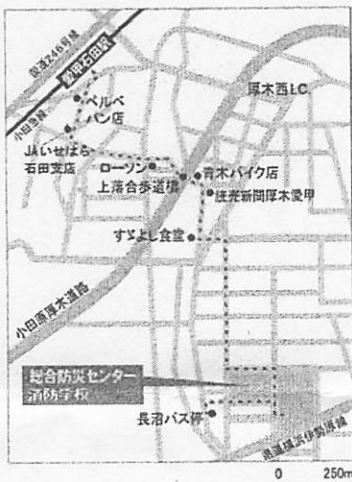 国道246号線
愛甲石田駅
小田急線
厚木西I.C.
ベルベ
パン店
JAいせはら
石田支店
ローソン
上落合歩道橋
青木バイク店
読売新聞厚木愛甲
すゞよし食堂
小田原厚木道路
総合防災センター
消防学校
長沼バス停
県道横浜伊勢原線
0 250m